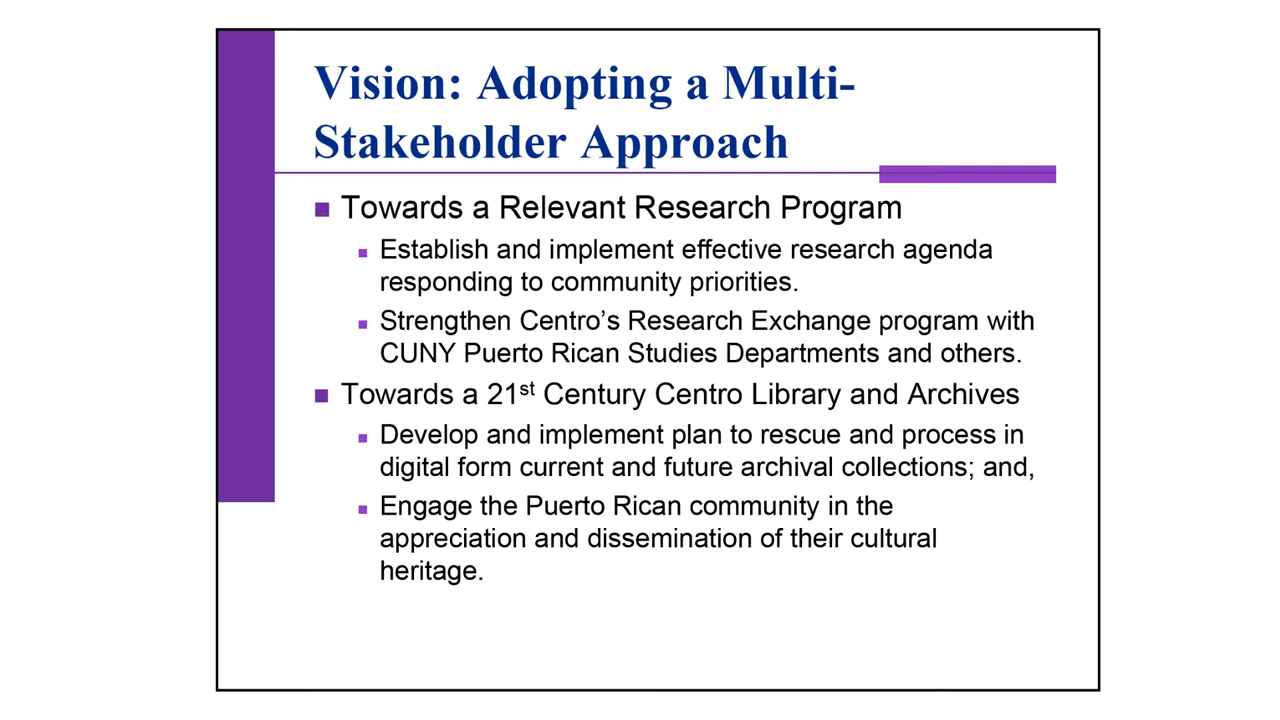 Vision: Adopting a Multi-
Stakeholder Approach
Towards a Relevant Research Program
Establish and implement effective research agenda
responding to community priorities.
Strengthen Centro’s Research Exchange program with
CUNY Puerto Rican Studies Departments and others.
Towards a 21st Century Centro Library and Archives
Develop and implement plan to rescue and process in
digital form current and future archival collections; and,
Engage the Puerto Rican community in the
appreciation and dissemination of their cultural
heritage.